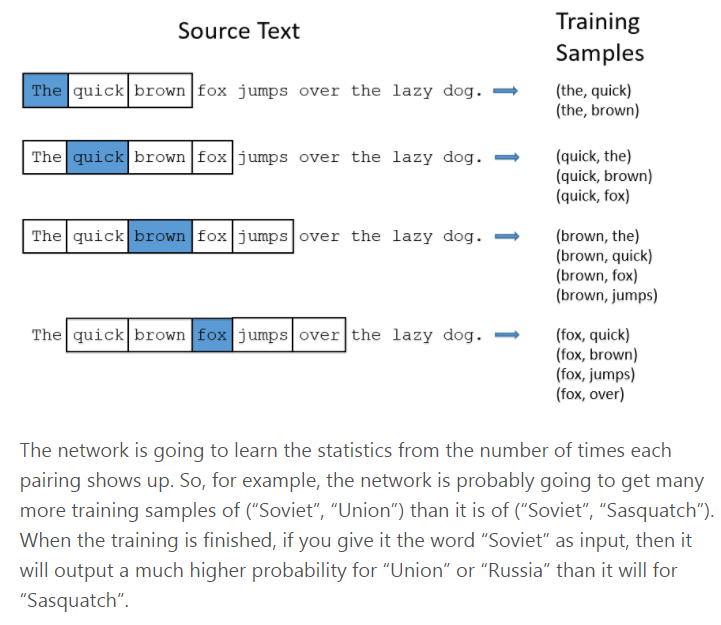 Source Text
Training
Samples
The quick brown fox jumps over the lazy dog.
(the, quick)
(the, brown)
The quick brown fox jumps over the lazy dog.
(quick, the)
(quick, brown)
(quick, fox)
The quick brown fox jumps over the lazy dog.
(brown, the)
(brown, quick)
(brown, fox)
(brown, jumps)
The quick brown fox jumps over the lazy dog.
(fox, quick)
(fox, brown)
(fox, jumps)
(fox, over)
The network is going to learn the statistics from the number of times each
pairing shows up. So, for example, the network is probably going to get many
more training samples of (“Soviet”, “Union”) than it is of (“Soviet”, “Sasquatch”).
When the training is finished, if you give it the word “Soviet” as input, then it
will output a much higher probability for “Union” or “Russia” than it will for
“Sasquatch”.